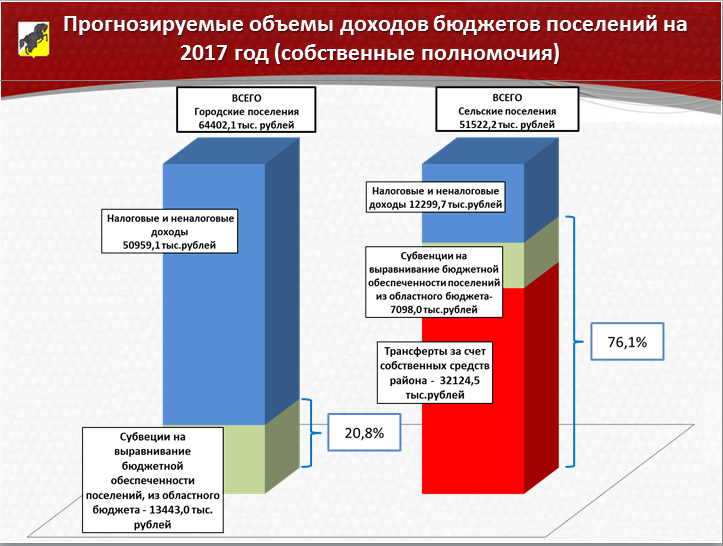 Прогнозируемые объемы доходов бюджетов поселений на
2017 год (собственные полномочия)
ВСЕГО
Городские поселения
64402,1 тыс. рублей
ВСЕГО
Сельские поселения
51522,2 тыс. рублей
Налоговые и неналоговые
доходы
50959,1 тыс.рублей
Субвеции на
выравнивание
бюджетной
обеспеченности
поселений, из областного
бюджета - 13443,0 тыс.
рублей
20,8%
Налоговые и неналоговые
доходы 12299,7 тыс.рублей
Субвенции на
выравнивание бюджетной
обеспеченности поселений
из областного бюджета-
7098,0 тыс.рублей
Трансферты за счет
собственных средств
района - 32124,5
тыс.рублей
76,1%